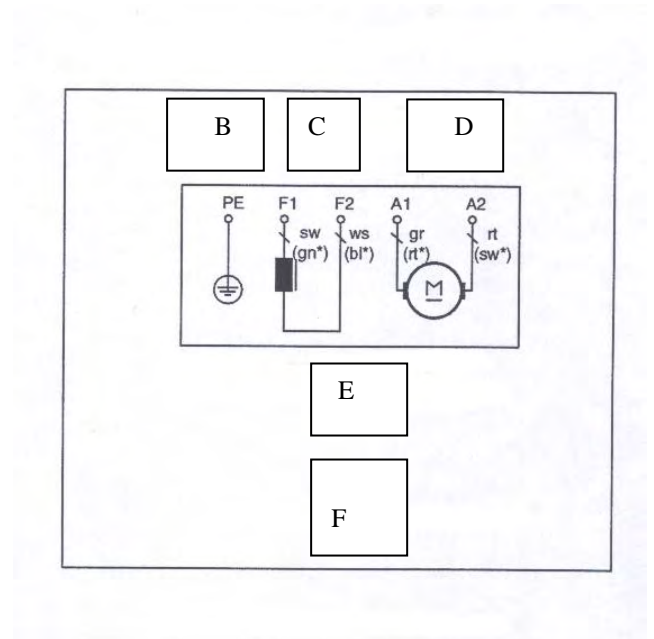 B C D
PE F1 F2 A1 A2
sw ws gr rt
(gn*) (bl*) (rt*) (sw*)
M
E
F